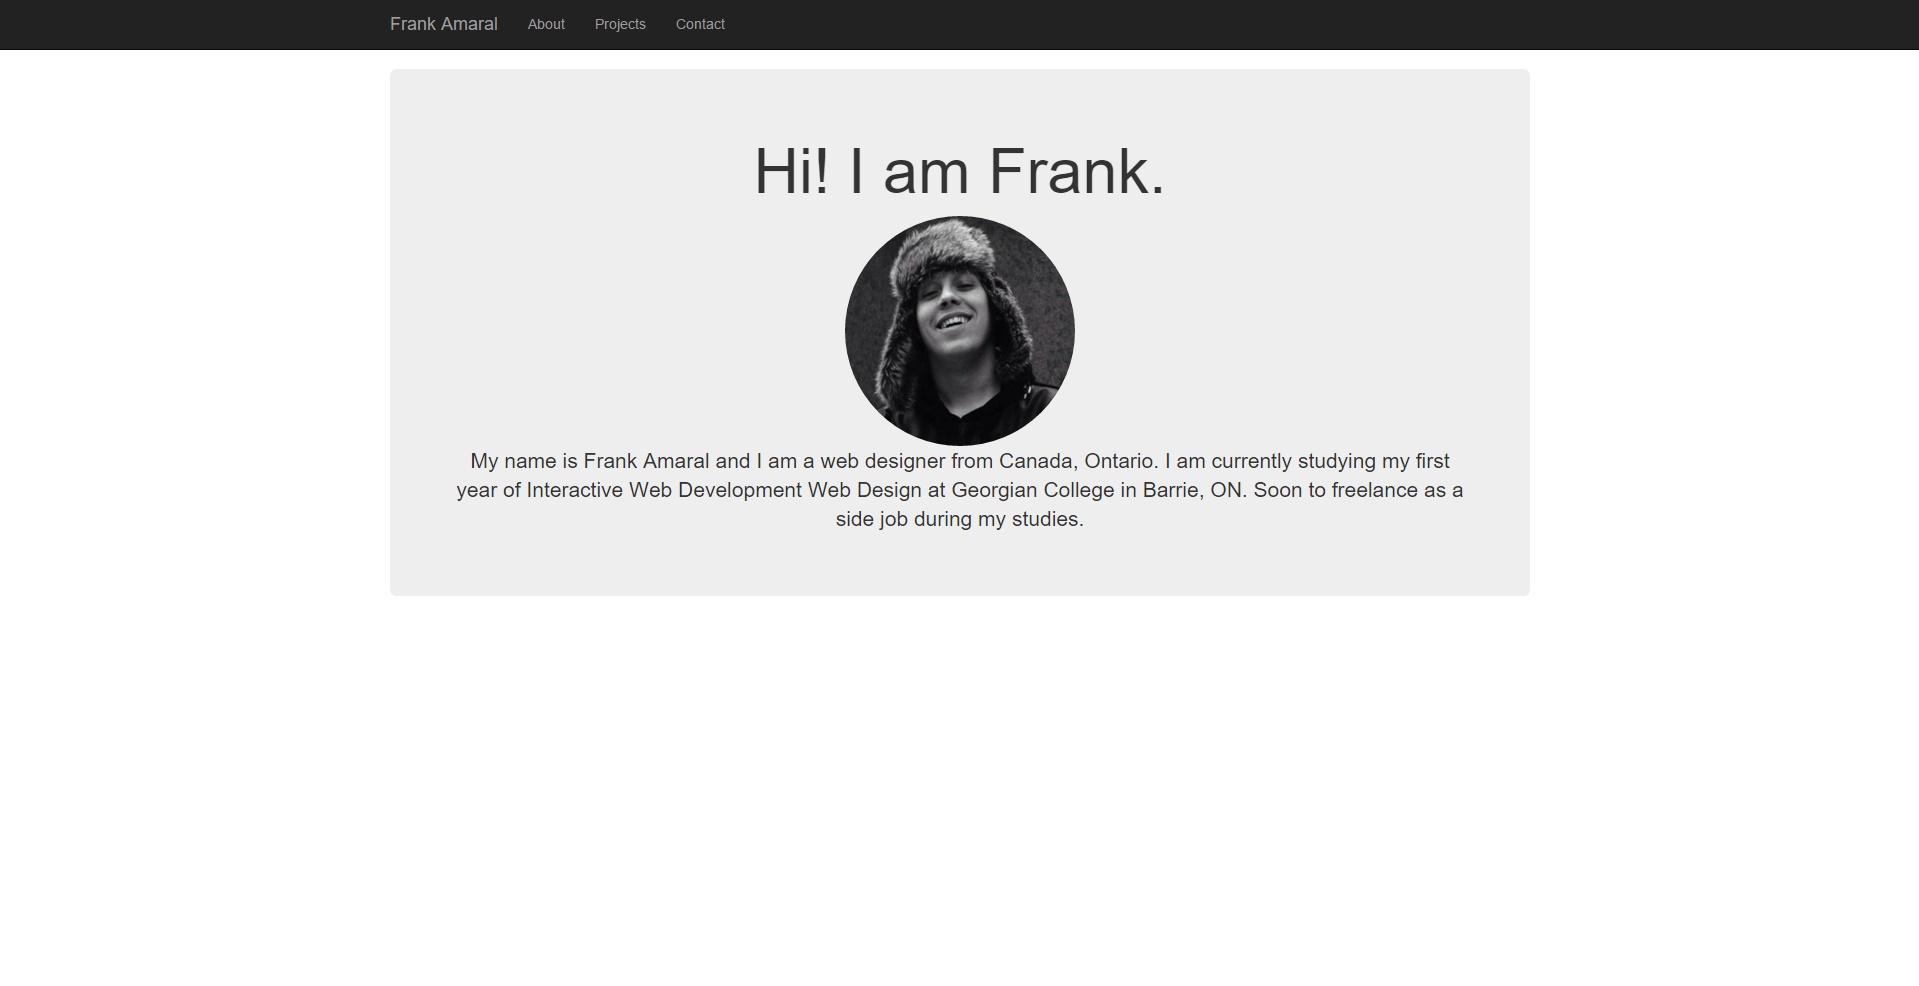 Frank Amaral About Projects Contact
Hi! I am Frank.
My name is Frank Amaral and I am a web designer from Canada, Ontario. I am currently studying my first
year of Interactive Web Development Web Design at Georgian College in Barrie, ON. Soon to freelance as a
side job during my studies.